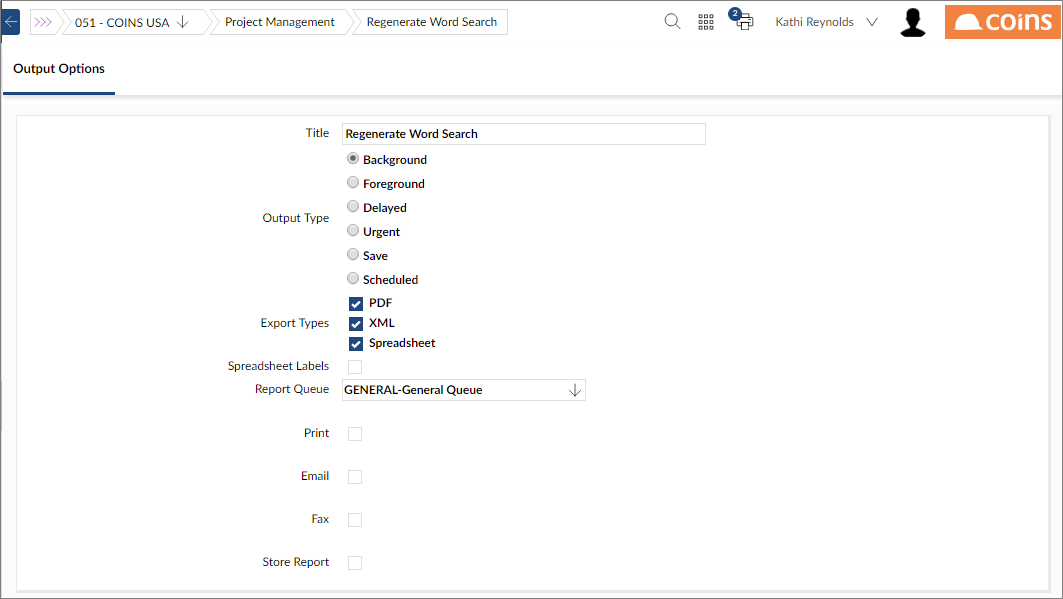 051 - COINS USA
Project Management
Regenerate Word Search
2
Kathi Reynolds
coins
Output Options
Title
Regenerate Word Search
Output Type
Background
Foreground
Delayed
Urgent
Save
Scheduled
Export Types
PDF
XML
Spreadsheet
Spreadsheet Labels
Report Queue
GENERAL-General Queue
Print
Email
Fax
Store Report